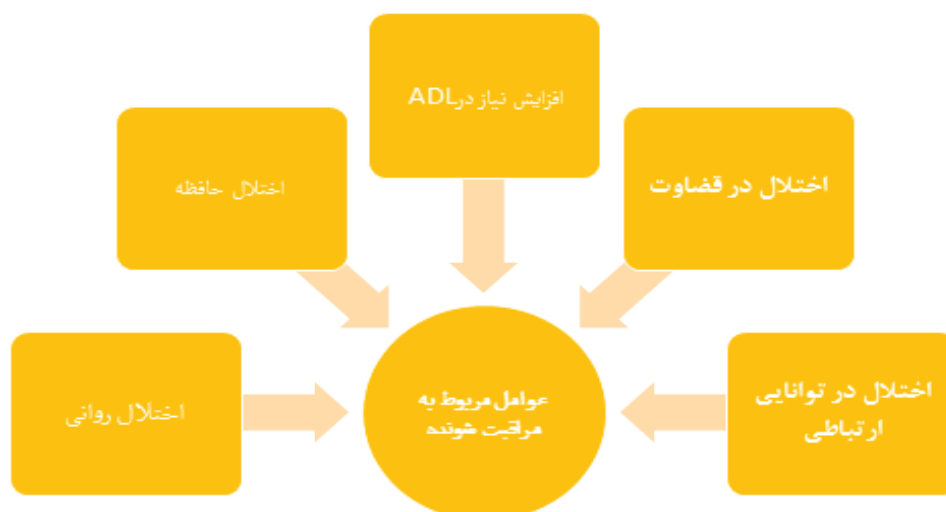 افزایش نیاز درADL
اختلال در قضاوت
اختلال حافظه
اختلال در توانایی
ارتباطی
عوامل مربوط به
مراقبت شونده
اختلال روانی